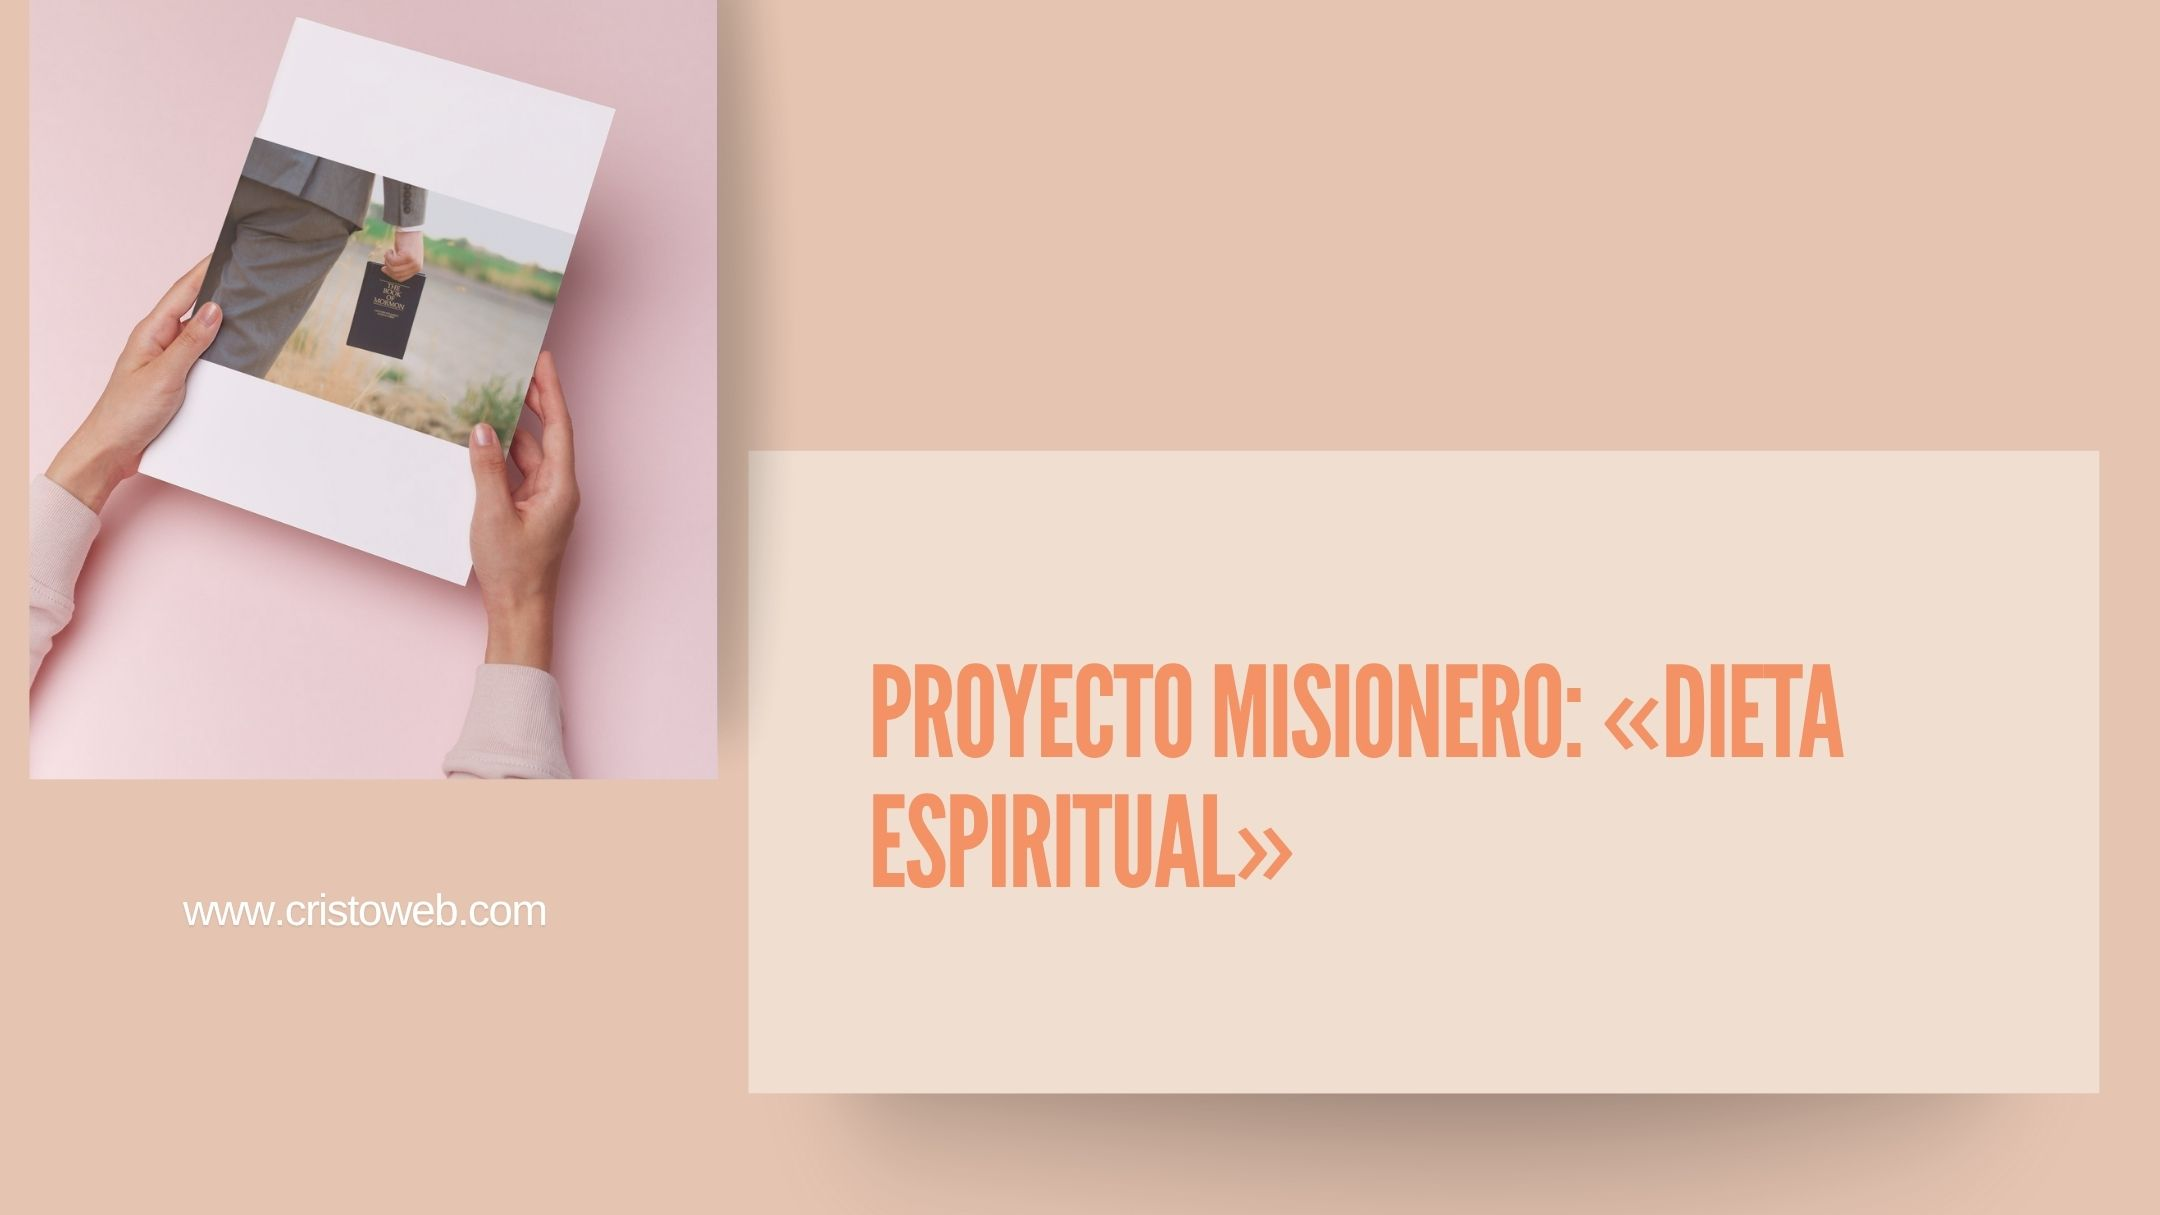 THE
BOOK
OF
MORMON
www.cristoweb.com
PROYECTO MISIONERO: «DIETA
ESPIRITUAL»